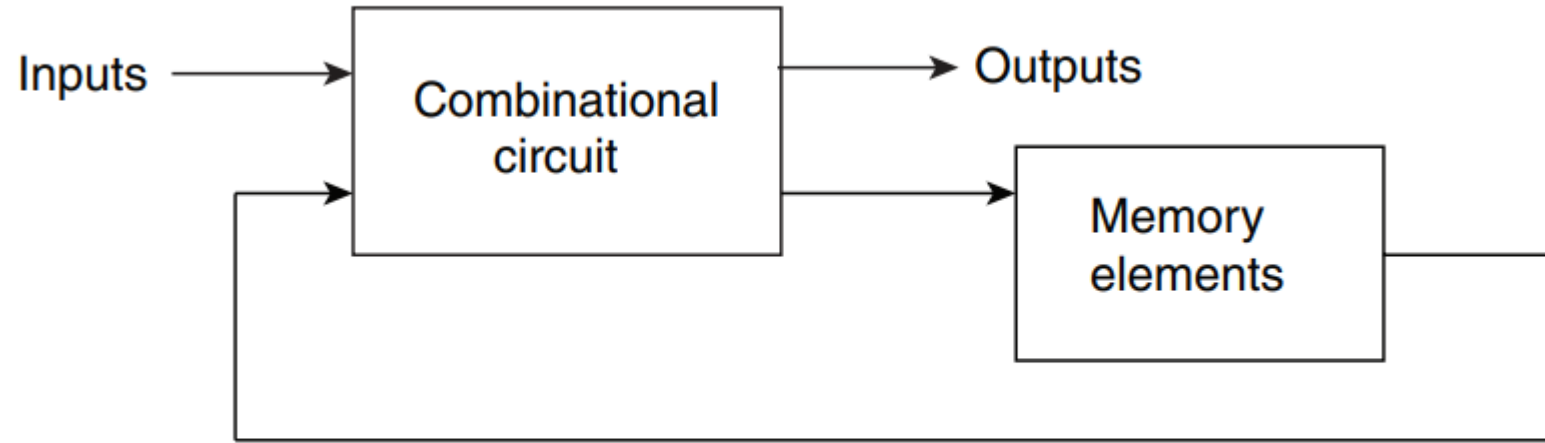 Inputs
Combinational
circuit
Outputs
Memory
elements